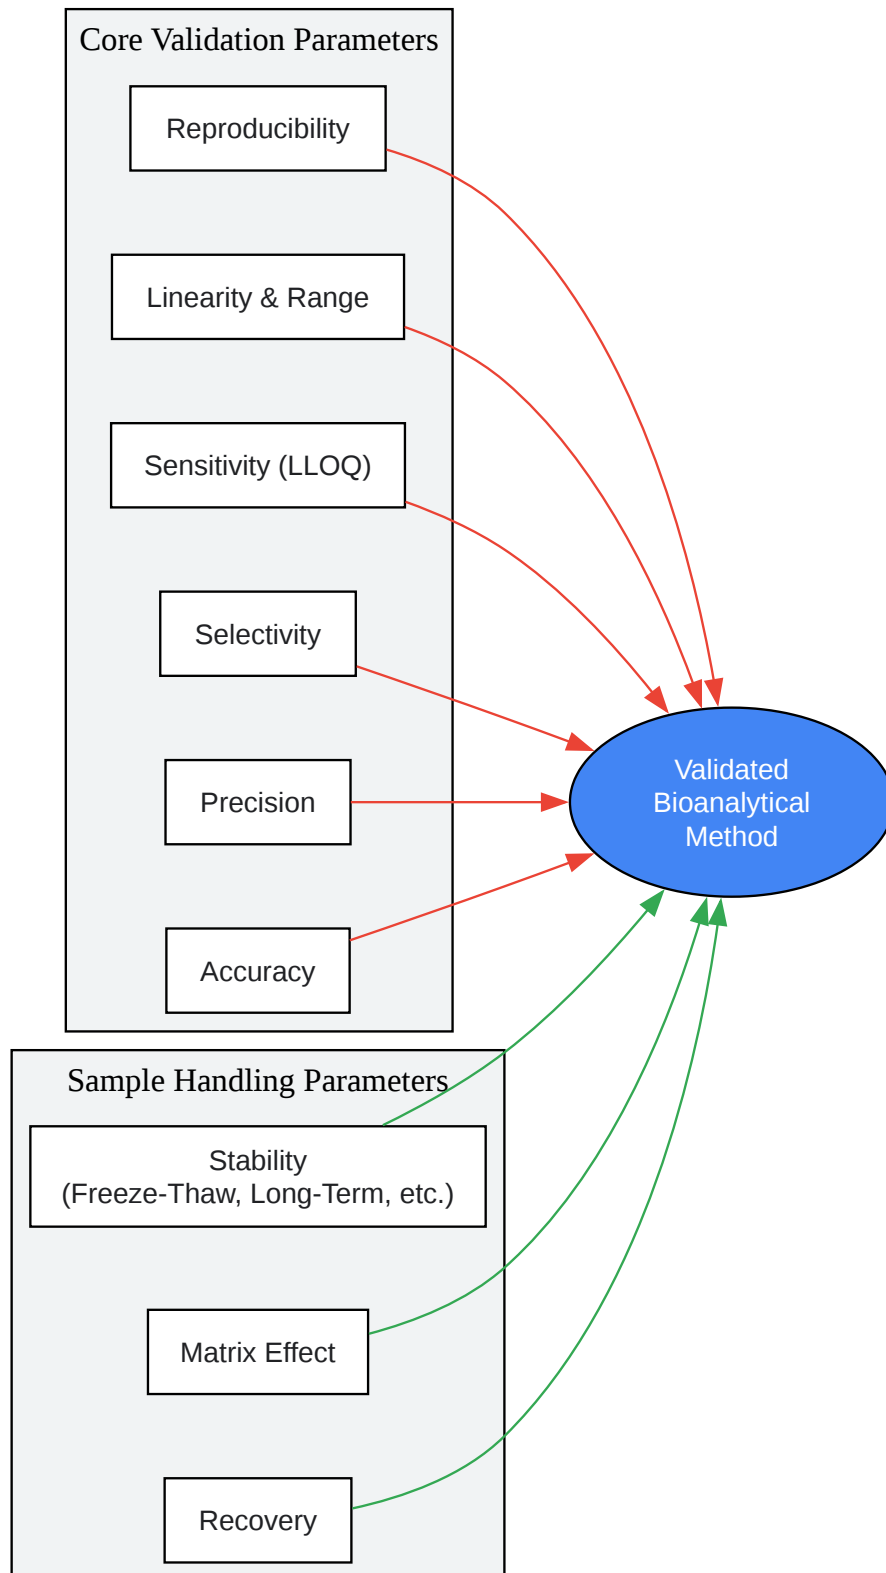 Core Validation Parameters
Reproducibility
Linearity & Range
Sensitivity (LLOQ)
Selectivity
Precision
Accuracy
Validated
Bioanalytical
Method
Sample Handling Parameters
Stability
(Freeze-Thaw, Long-Term, etc.)
Matrix Effect
Recovery